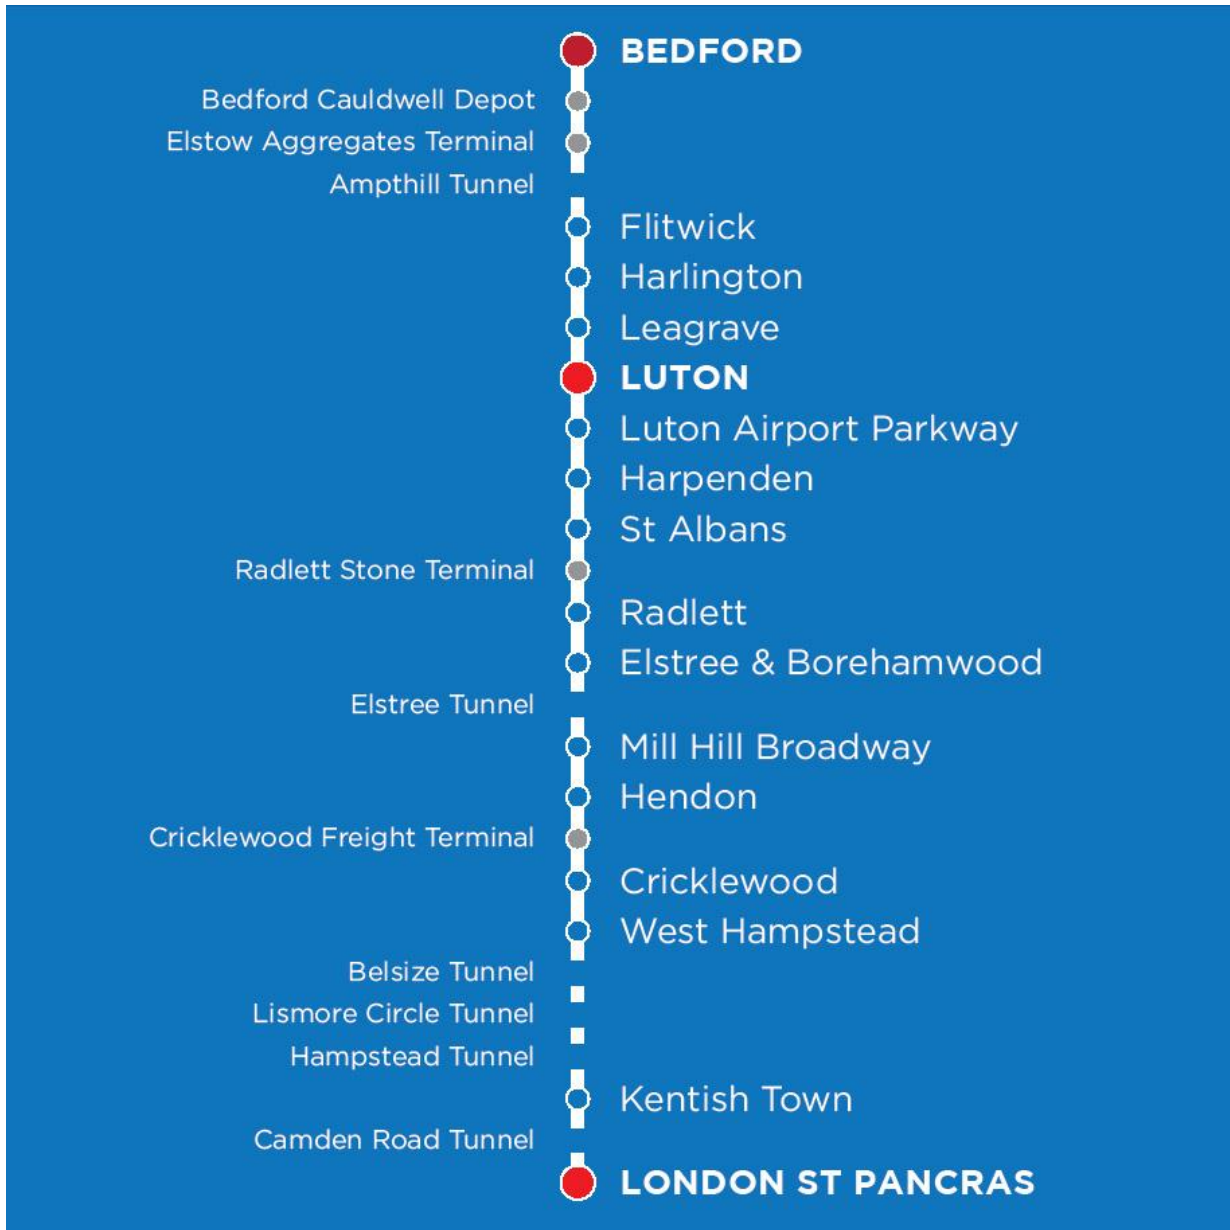 BEDFORD
Bedford Cauldwell Depot
Elstow Aggregates Terminal
Ampthill Tunnel
Flitwick
Harlington
Leagrave
LUTON
Luton Airport Parkway
Harpenden
St Albans
Radlett Stone Terminal
Radlett
Elstree & Borehamwood
Elstree Tunnel
Mill Hill Broadway
Hendon
Cricklewood Freight Terminal
Cricklewood
West Hampstead
Belsize Tunnel
Lismore Circle Tunnel
Hampstead Tunnel
Kentish Town
Camden Road Tunnel
LONDON ST PANCRAS